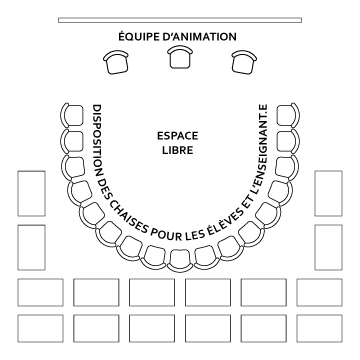 ÉQUIPE D'ANIMATION
ESPACE
LIBRE
DISPOSITION DES CHAISES POUR LES ÉLÈVES ET L'ENSEIGNANT.E